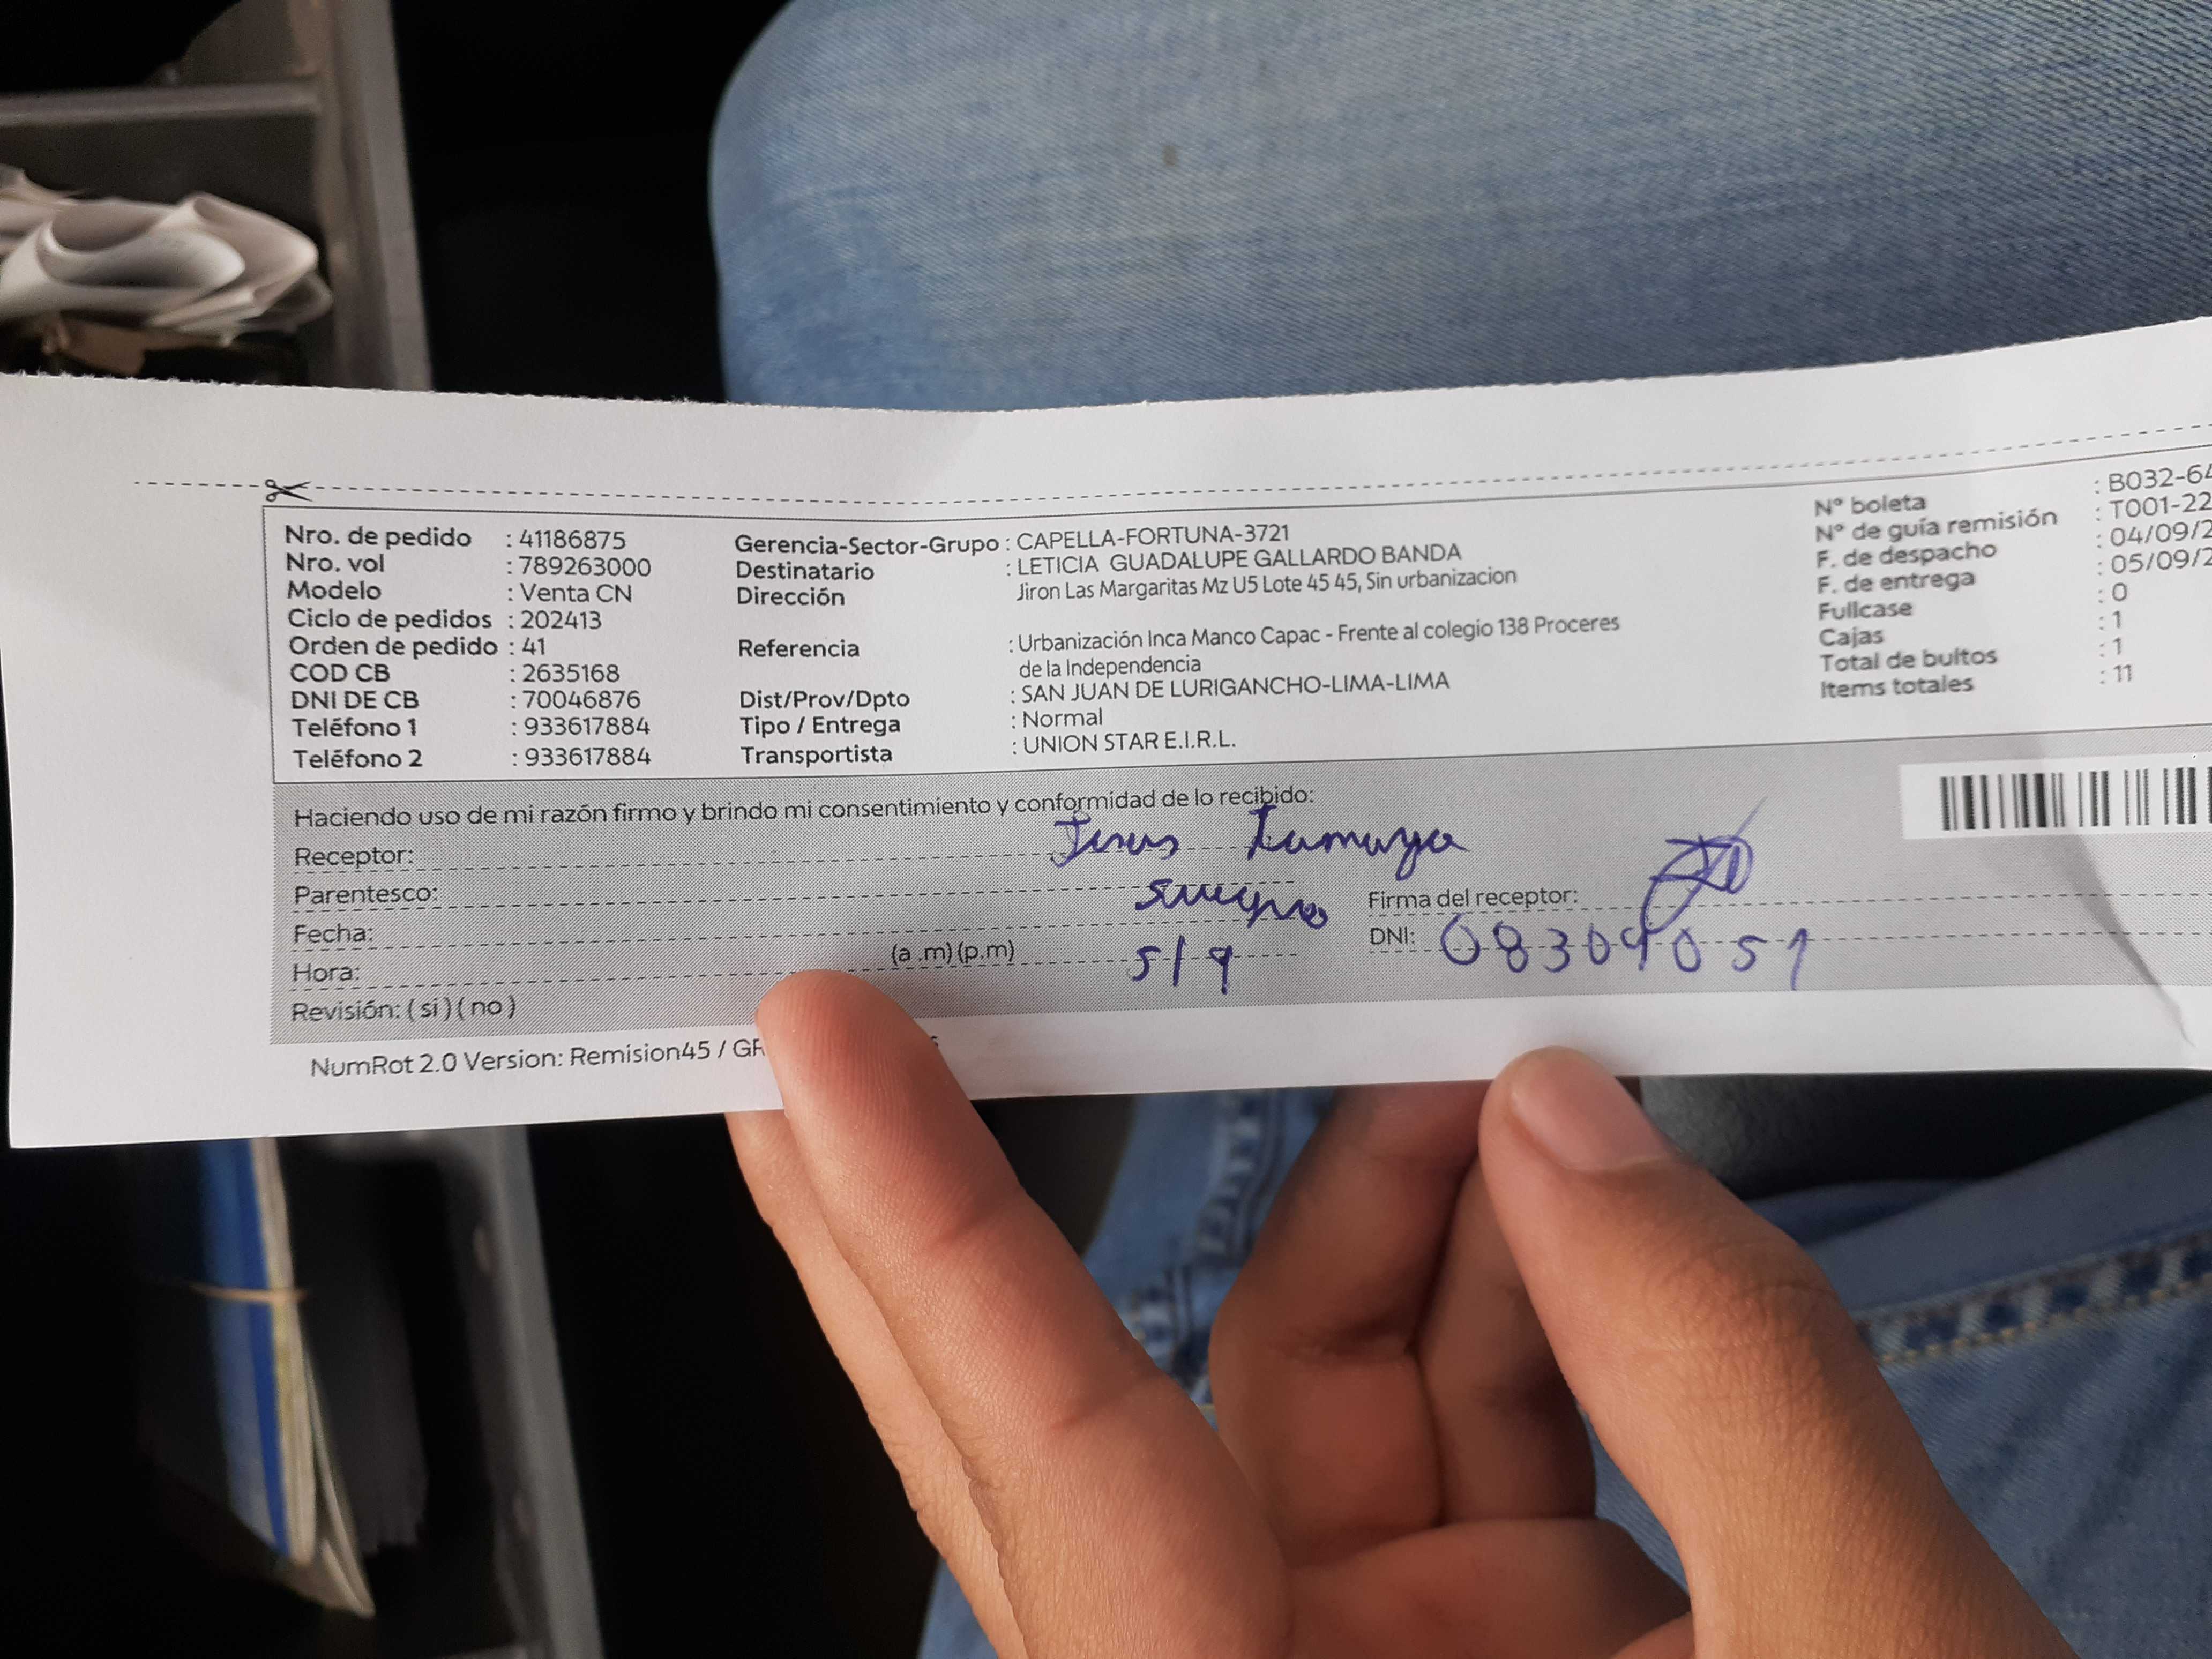 Nro. de pedido : 41186875
Nro. vol : 789263000
Modelo : Venta CN
Ciclo de pedidos : 202413
Orden de pedido : 41
COD CB : 2635168
DNI DE CB : 70046876
Teléfono 1 : 933617884
Teléfono 2 : 933617884
Gerencia-Sector-Grupo : CAPELLA-FORTUNA-3721
Destinatario : LETICIA GUADALUPE GALLARDO BANDA
Dirección Jiron Las Margaritas Mz U5 Lote 45 45, Sin urbanizacion
Referencia : Urbanización Inca Manco Capac - Frente al colegio 138 Proceres
de la Independencia
Dist/Prov/Dpto : SAN JUAN DE LURIGANCHO-LIMA-LIMA
Tipo / Entrega : Normal
Transportista : UNION STAR E.I.R.L.
N° boleta : B032-64
N° de guía remisión : T001-22
F. de despacho : 04/09/2
F. de entrega : 05/09/2
Fullcase : 0
Cajas : 1
Total de bultos : 1
Items totales : 11
Haciendo uso de mi razón firmo y brindo mi consentimiento y conformidad de lo recibido:
Receptor: Jesus Tamayo
Parentesco: suegro
Firma del receptor:
Fecha: 5/9
DNI: 08304051
Hora: (a .m) (p.m)
Revisión: ( si ) ( no )
NumRot 2.0 Version: Remision45 / GR